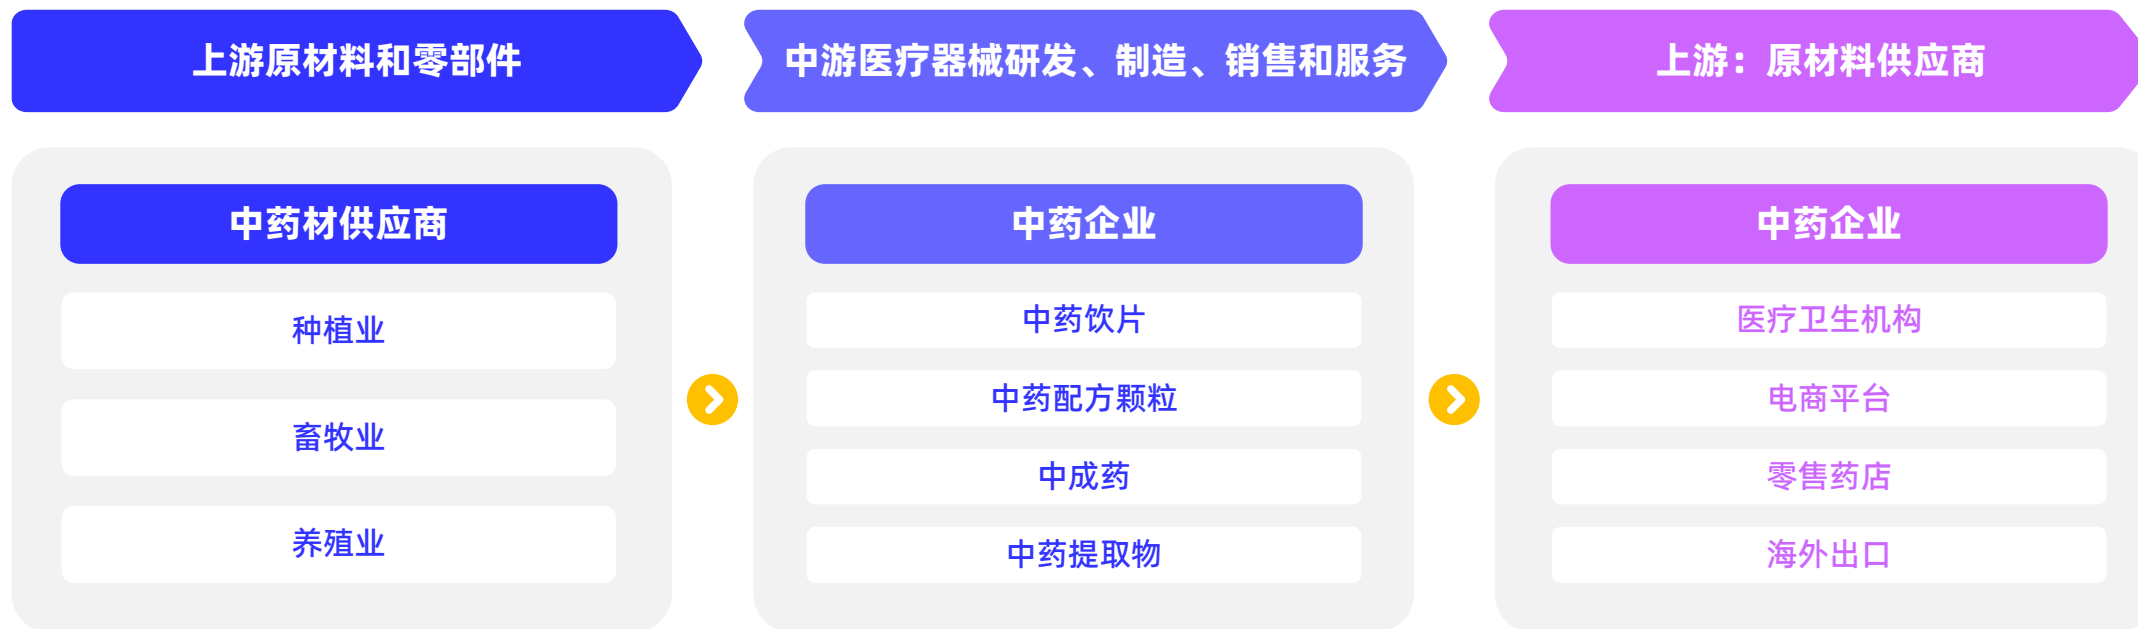 上游原材料和零部件
中游医疗器械研发、制造、销售和服务
上游：原材料供应商
中药材供应商
种植业
畜牧业
养殖业
中药企业
中药饮片
中药配方颗粒
中成药
中药提取物
中药企业
医疗卫生机构
电商平台
零售药店
海外出口